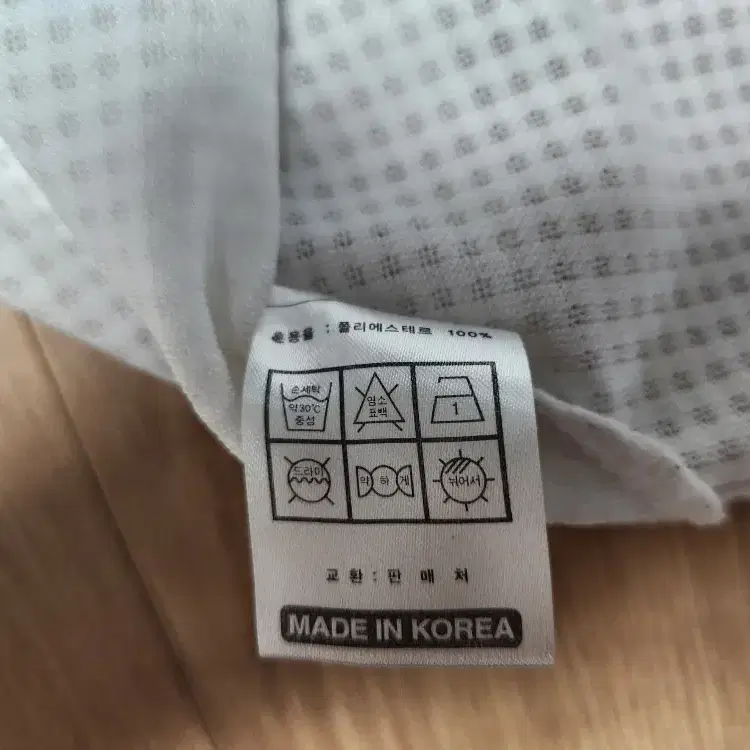 혼용율 : 폴리에스테르 100%
손세탁
약30℃
중성
염소
표백
1
드라이
약하게
뉘어서
교환 : 판매처
MADE IN KOREA